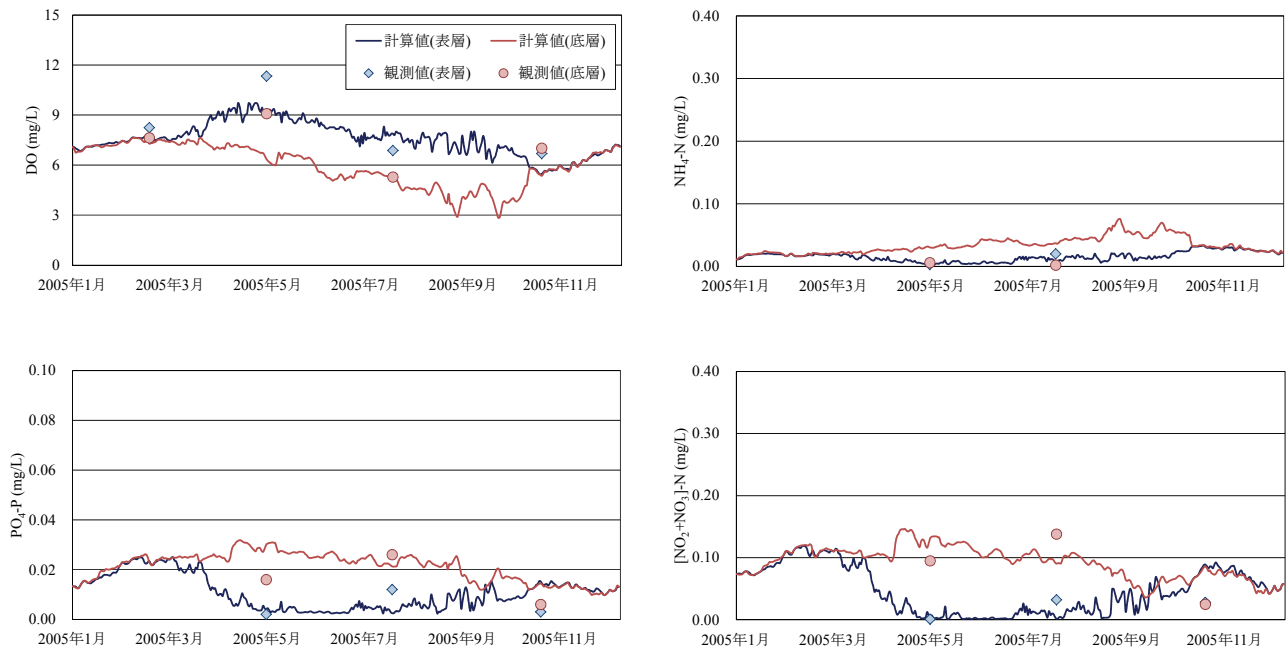 15
12
9
6
3
0
DO (mg/L)
計算値(表層)
計算値(底層)
観測値(表層)
観測値(底層)
2005年1月
2005年3月
2005年5月
2005年7月
2005年9月
2005年11月
0.40
0.30
0.20
0.10
0.00
NH4-N (mg/L)
2005年1月
2005年3月
2005年5月
2005年7月
2005年9月
2005年11月
0.10
0.08
0.06
0.04
0.02
0.00
PO4-P (mg/L)
2005年1月
2005年3月
2005年5月
2005年7月
2005年9月
2005年11月
0.40
0.30
0.20
0.10
0.00
[NO2+NO3]-N (mg/L)
2005年1月
2005年3月
2005年5月
2005年7月
2005年9月
2005年11月